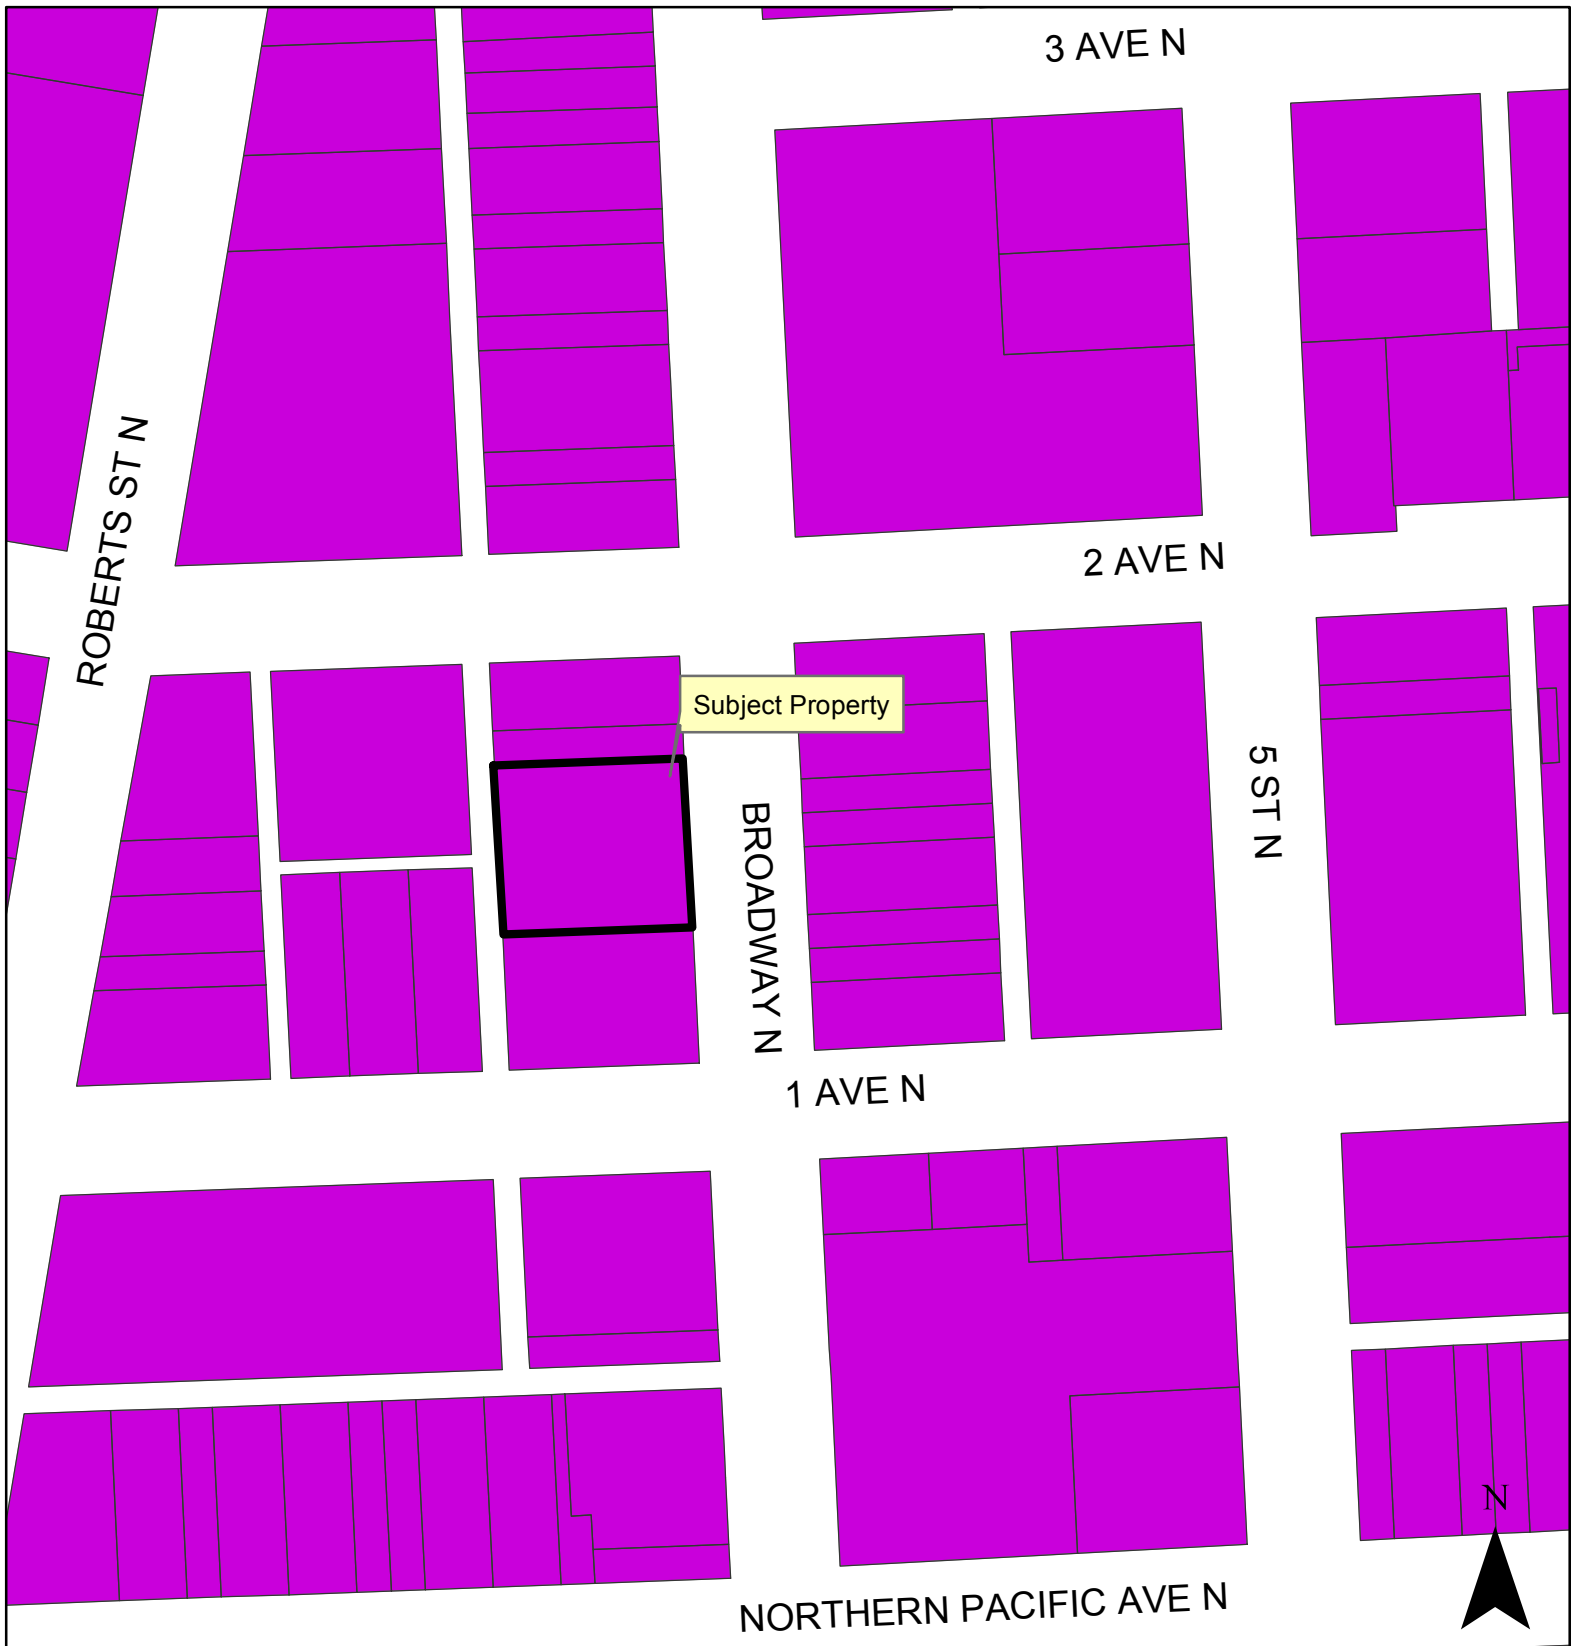 3 AVE N
ROBERTS ST N
2 AVE N
Subject Property
5 ST N
BROADWAY N
1 AVE N
N
NORTHERN PACIFIC AVE N